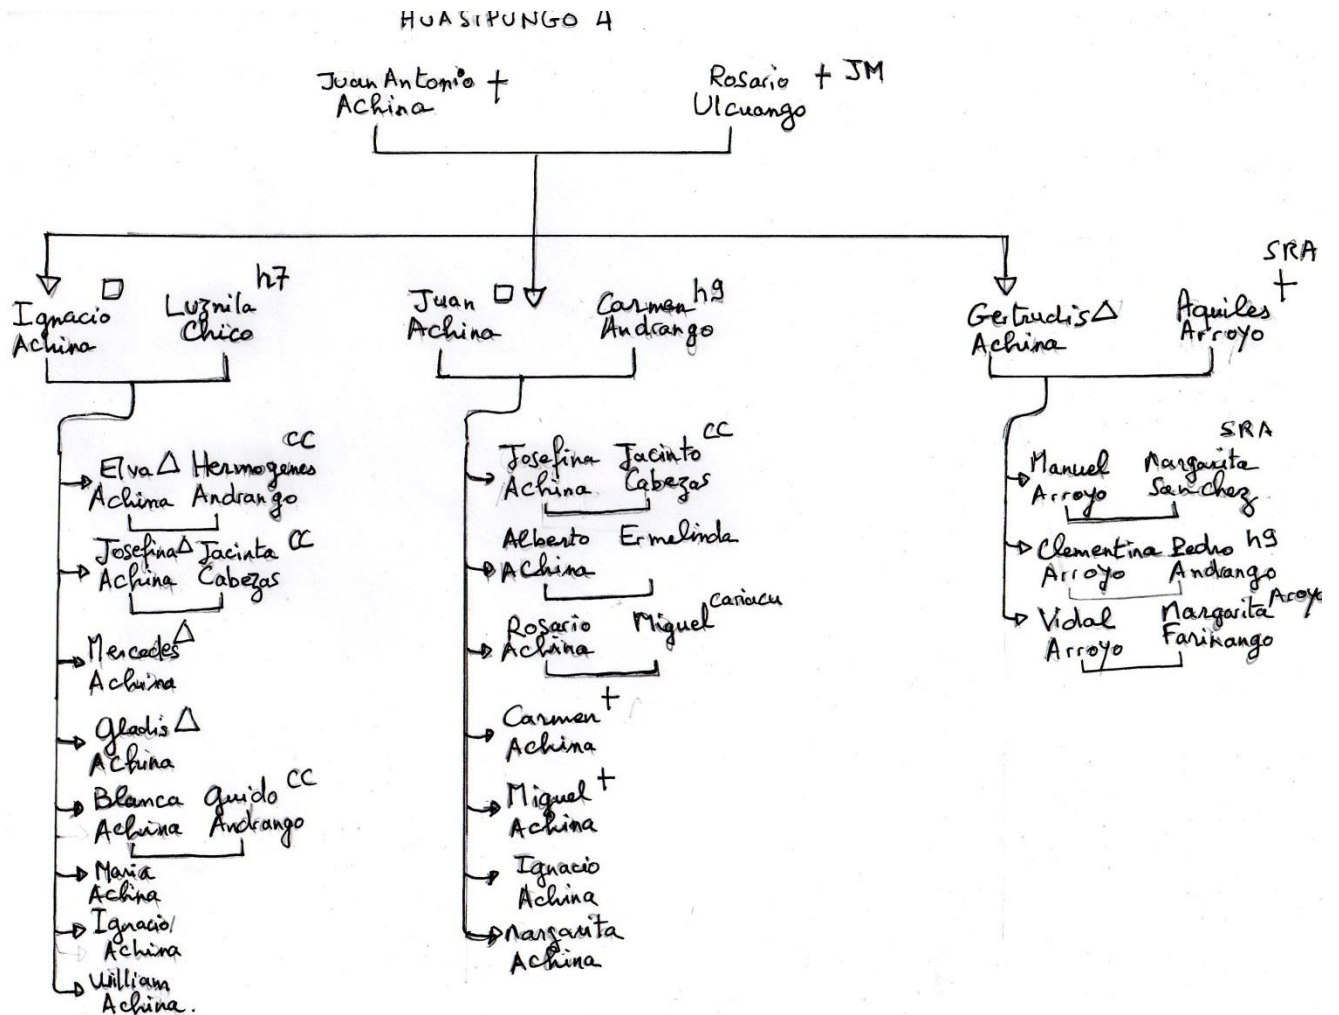 HUASIPUNGO 4
Juan Antonio +
Achina
Rosario + JM
Ulcuango
Ignacio
Achina
Luzmila h7
Chico
Juan
Achina
Carmen h9
Andrango
Gertrudis
Achina
SRA
Aquiles +
Arroyo
CC
Elva Hermogenes
Achina Andrango
Josefina Jacinta CC
Achina Cabezas
Mercedes
Achina
Gladis
Achina
Blanca Guido CC
Achina Andrango
Maria
Achina
Ignacio
Achina
William
Achina.
Josefina Jacinto CC
Achina Cabezas
Alberto Ermelinda
Achina
Rosario Miguel Cariacu
Achina
Carmen +
Achina
Miguel +
Achina
Ignacio
Achina
Margarita
Achina
SRA
Manuel Margarita
Arroyo Sanchez
Clementina Pedro h9
Arroyo Andrango
Vidal Margarita Aroyo
Arroyo Farinango